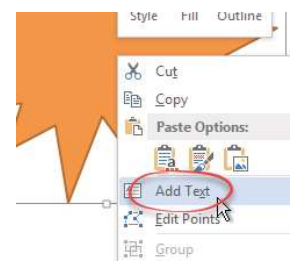 Style Fill Outline
Cut
Copy
Paste Options:
a
Add Text
Edit Points
Group